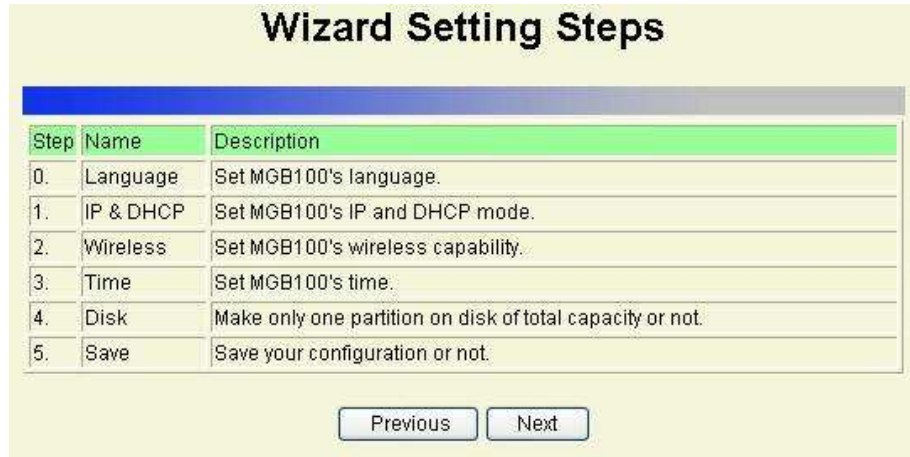 Wizard Setting Steps
Step Name Description
0. Language Set MGB100's language.
1. IP & DHCP Set MGB100's IP and DHCP mode.
2. Wireless Set MGB100's wireless capability.
3. Time Set MGB100's time.
4. Disk Make only one partition on disk of total capacity or not.
5. Save Save your configuration or not.
Previous Next